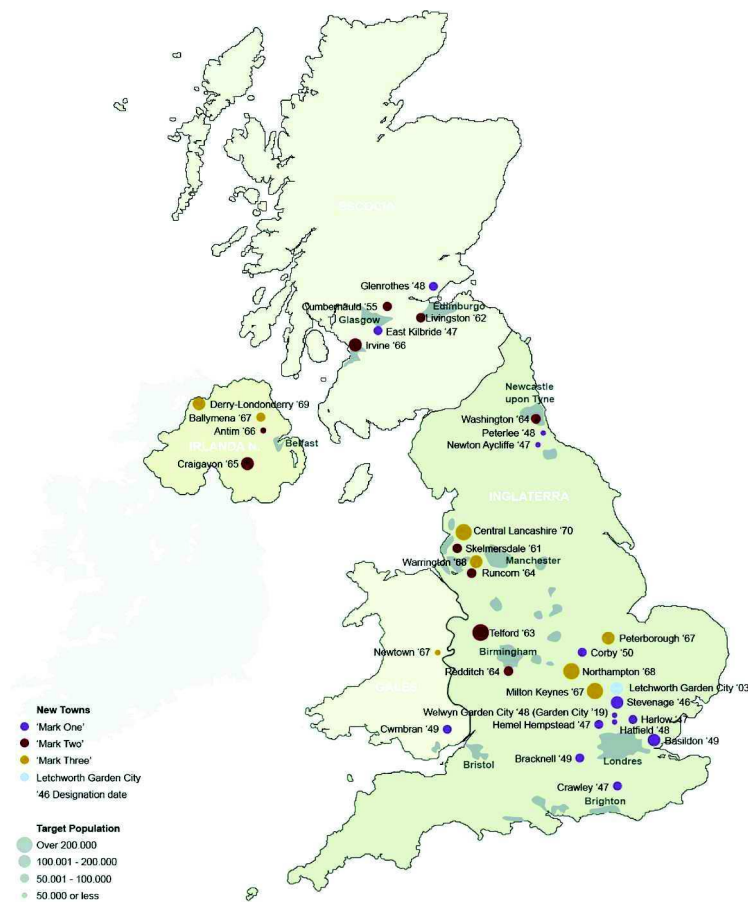 ESCOCIA
Glenrothes '48
Cumbernauld '55
Edinburgo
Glasgow
Livingston '62
East Kilbride '47
Irvine '66
Newcastle
upon Tyne
Derry-Londonderry '69
Ballymena '67
Washington '64
Antim '66
Peterlee '48
IRLANDA N.
Belfast
Newton Aycliffe '47
Craigavon '65
INGLATERRA
Central Lancashire '70
Skelmersdale '61
Warrington '68
Manchester
Runcorn '64
Telford '63
Peterborough '67
Newtown '67
Birmingham
Corby '50
Redditch '64
Northampton '68
GALES
Millon Keynes '67
Letchworth Garden City '03
Stevenage '46
Welwyn Garden City '48 (Garden City '19)
Harlow '47
Cwmbran '49
Hemel Hempstead '47
Hatfield '48
Basildon '49
Bristol
Bracknell '49
Londres
Crawley '47
Brighton
New Towns
'Mark One'
'Mark Two'
'Mark Three'
Letchworth Garden City
'46 Designation date
Target Population
Over 200.000
100.001 - 200.000
50.001 - 100.000
50.000 or less